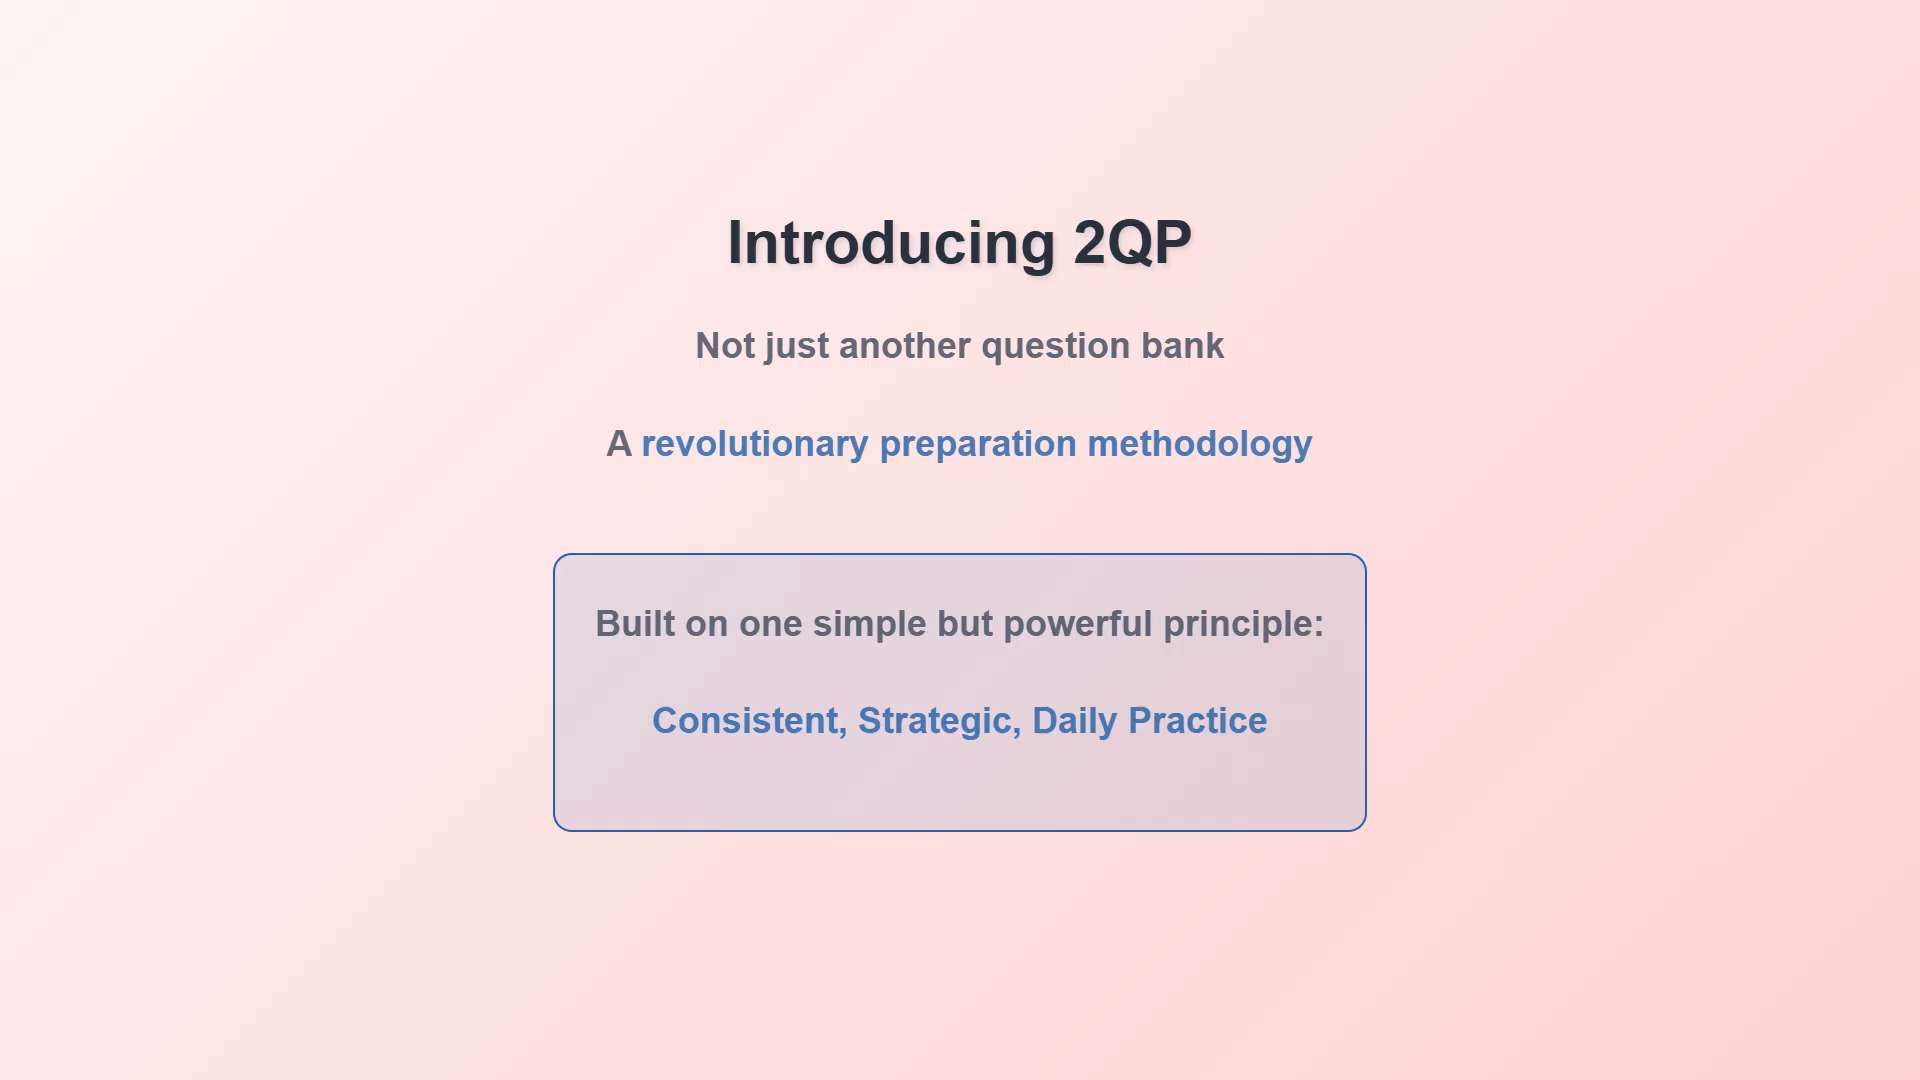 Introducing 2QP
Not just another question bank
A revolutionary preparation methodology
Built on one simple but powerful principle:
Consistent, Strategic, Daily Practice